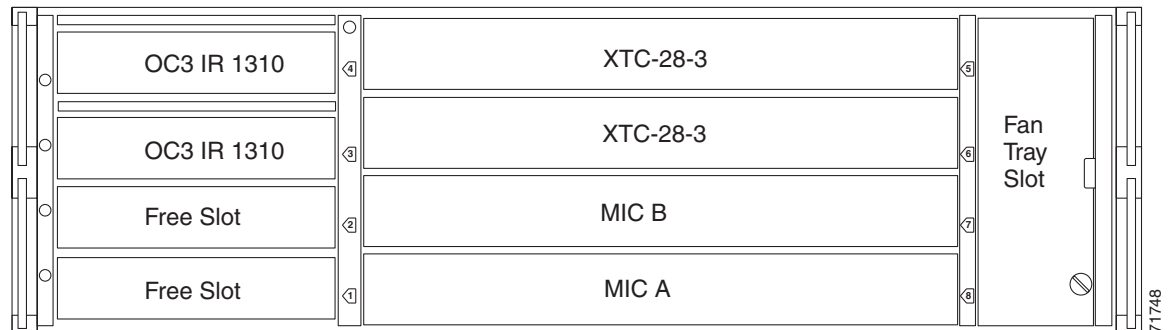 OC3 IR 1310
4
XTC-28-3
5
OC3 IR 1310
3
XTC-28-3
6
Fan
Tray
Slot
Free Slot
2
MIC B
7
Free Slot
1
MIC A
8
71748